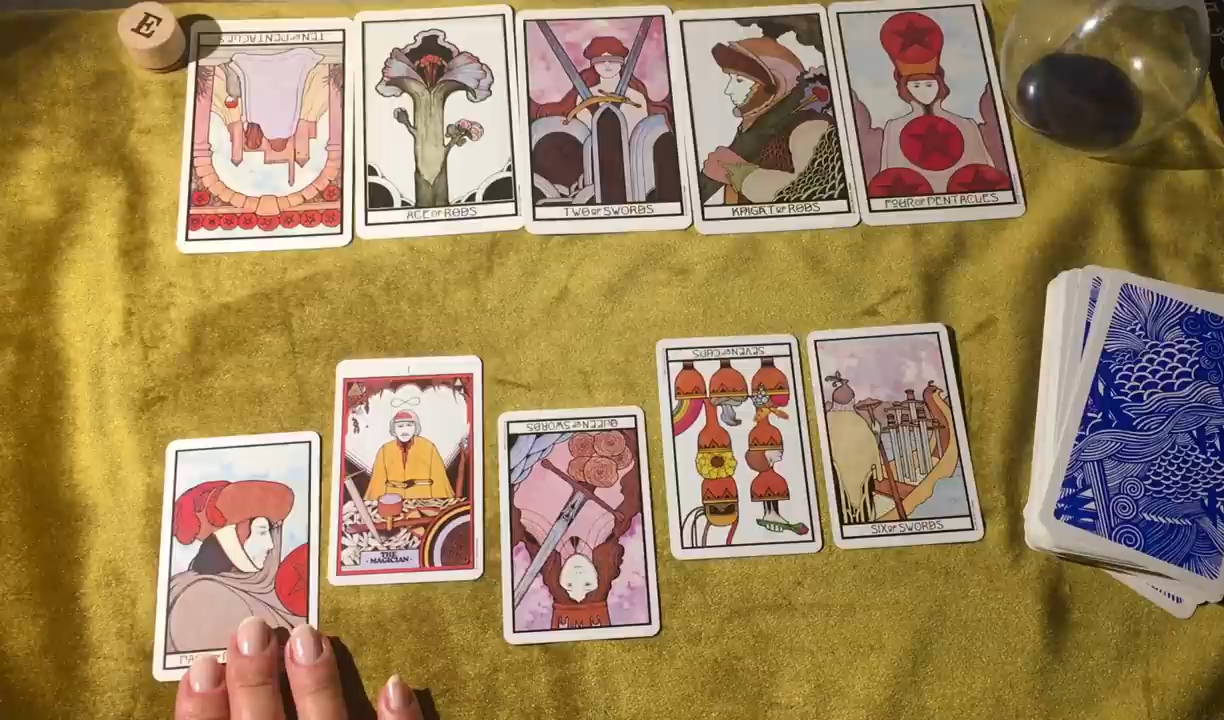 E
TEN OF PENTACLES
ACE OF RODS
TWO OF SWORDS
KNIGHT OF RODS
FOUR OF PENTACLES
I
THE
·MAGICIAN·
QUEEN OF SWORDS
SEVEN OF CUPS
SIX OF SWORDS